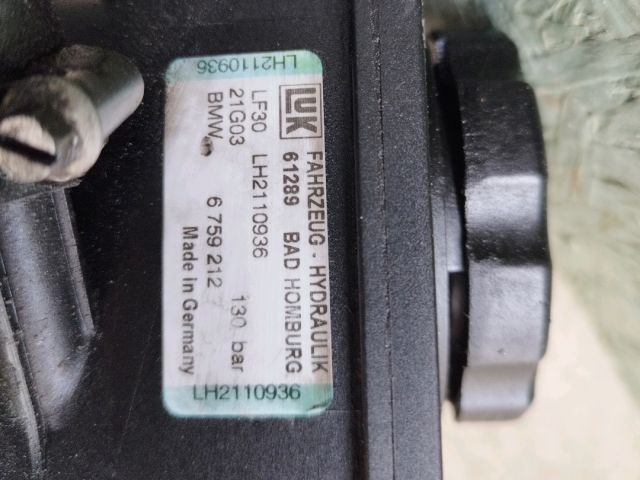 LH2110936
LUK FAHRZEUG - HYDRAULIK
61289 BAD HOMBURG
LF30 LH2110936
21G03 130 bar
BMW 6 759 212
Made in Germany
LH2110936